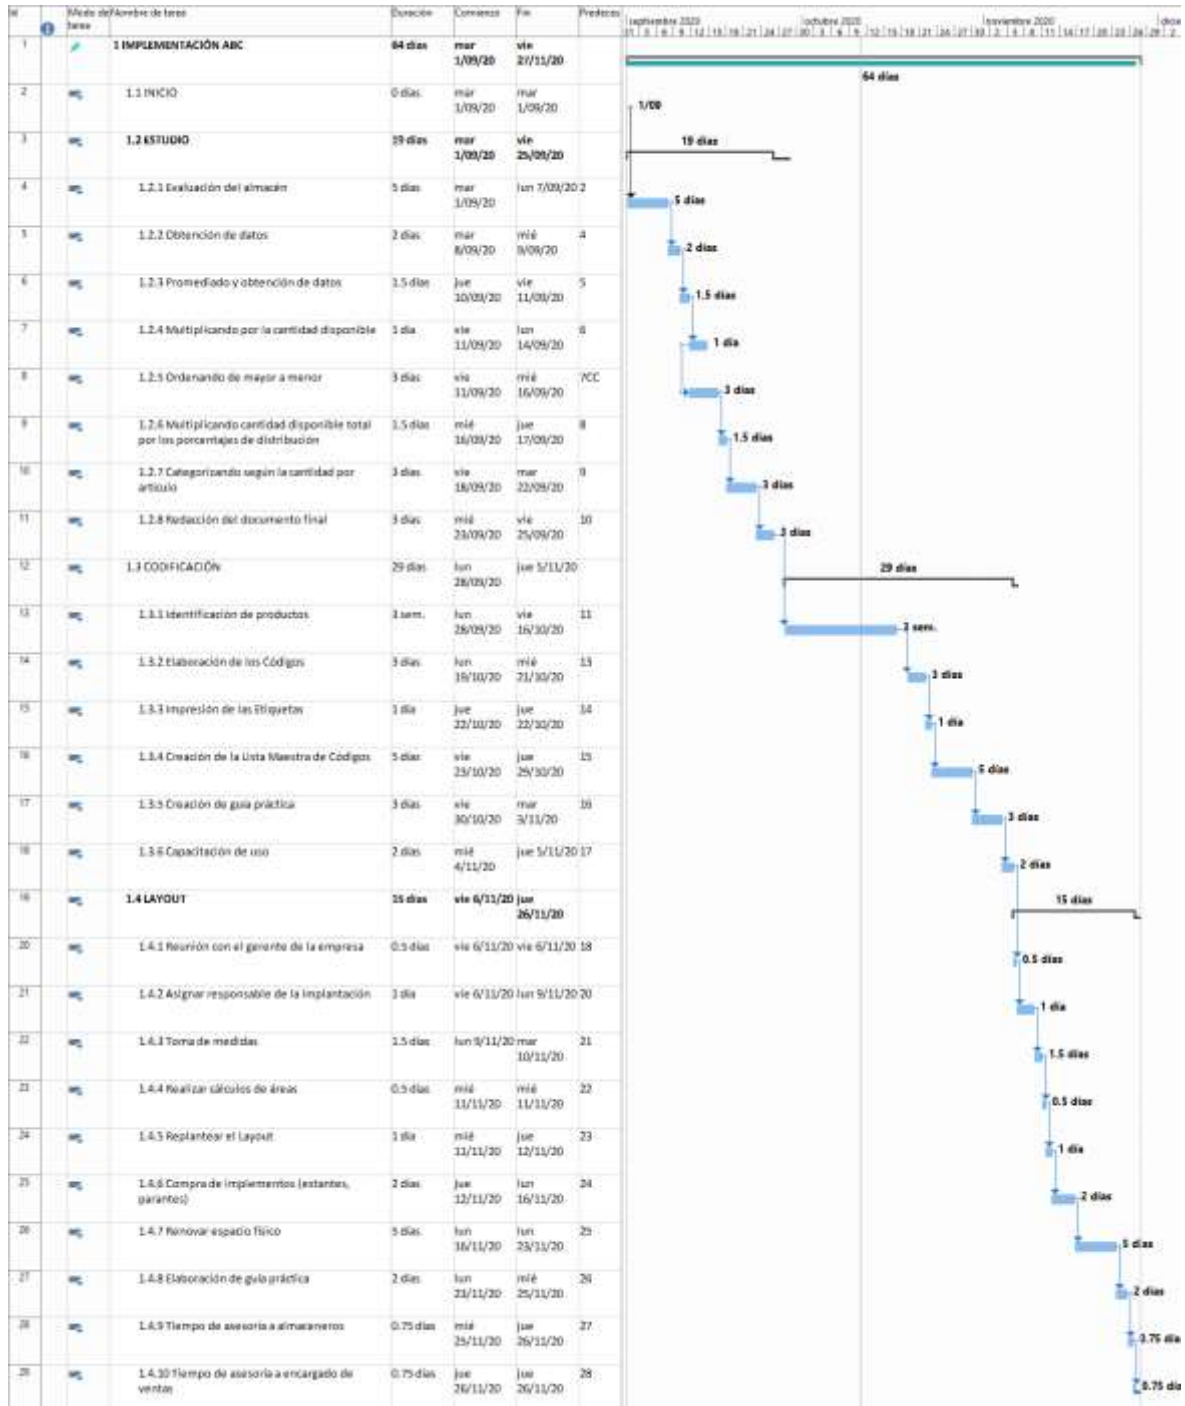 Id Modo de tarea Nombre de tarea Duración Comienzo Fin Predeces
septiembre 2020 octubre 2020 noviembre 2020
1 1 IMPLEMENTACIÓN ABC 64 días mar 1/09/20 vie 27/11/20
64 días
2 1.1 INICIO 0 días mar 1/09/20 mar 1/09/20
1/09
3 1.2 ESTUDIO 19 días mar 1/09/20 vie 25/09/20
19 días
4 1.2.1 Evaluación del almacén 5 días mar 1/09/20 lun 7/09/20 2
5 días
5 1.2.2 Obtención de datos 2 días mar 8/09/20 mié 9/09/20 4
2 días
6 1.2.3 Promediado y obtención de datos 1.5 días jue 10/09/20 vie 11/09/20 5
1.5 días
7 1.2.4 Multiplicando por la cantidad disponible 1 día vie 11/09/20 lun 14/09/20 6
1 día
8 1.2.5 Ordenando de mayor a menor 3 días vie 11/09/20 mié 16/09/20 7CC
3 días
9 1.2.6 Multiplicando cantidad disponible total por los porcentajes de distribución 1.5 días mié 16/09/20 jue 17/09/20 8
1.5 días
10 1.2.7 Categorizando según la cantidad por artículo 3 días vie 18/09/20 mar 22/09/20 9
3 días
11 1.2.8 Redacción del documento final 3 días mié 23/09/20 vie 25/09/20 10
3 días
12 1.3 CODIFICACIÓN 29 días lun 28/09/20 jue 5/11/20
29 días
13 1.3.1 Identificación de productos 3 sem. lun 28/09/20 vie 16/10/20 11
3 sem.
14 1.3.2 Elaboración de los Códigos 3 días lun 19/10/20 mié 21/10/20 13
3 días
15 1.3.3 Impresión de las Etiquetas 1 día jue 22/10/20 jue 22/10/20 14
1 día
16 1.3.4 Creación de la Lista Maestra de Códigos 5 días vie 23/10/20 jue 29/10/20 15
5 días
17 1.3.5 Creación de guía práctica 3 días vie 30/10/20 mar 3/11/20 16
3 días
18 1.3.6 Capacitación de uso 2 días mié 4/11/20 jue 5/11/20 17
2 días
19 1.4 LAYOUT 15 días vie 6/11/20 jue 26/11/20
15 días
20 1.4.1 Reunión con el gerente de la empresa 0.5 días vie 6/11/20 vie 6/11/20 18
0.5 días
21 1.4.2 Asignar responsable de la implantación 1 día vie 6/11/20 lun 9/11/20 20
1 día
22 1.4.3 Toma de medidas 1.5 días lun 9/11/20 mar 10/11/20 21
1.5 días
23 1.4.4 Realizar cálculos de áreas 0.5 días mié 11/11/20 mié 11/11/20 22
0.5 días
24 1.4.5 Replantear el Layout 1 día mié 11/11/20 jue 12/11/20 23
1 día
25 1.4.6 Compra de implementos (estantes, parantes) 2 días jue 12/11/20 lun 16/11/20 24
2 días
26 1.4.7 Renovar espacio físico 5 días lun 16/11/20 lun 23/11/20 25
5 días
27 1.4.8 Elaboración de guía práctica 2 días lun 23/11/20 mié 25/11/20 26
2 días
28 1.4.9 Tiempo de asesoría a almaceneros 0.75 días mié 25/11/20 jue 26/11/20 27
0.75 día
29 1.4.10 Tiempo de asesoría a encargado de ventas 0.75 días jue 26/11/20 jue 26/11/20 28
0.75 día